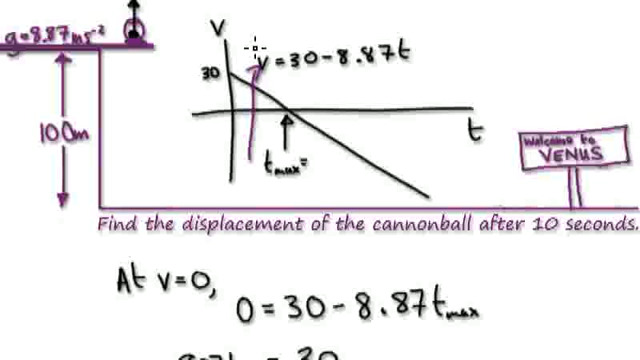 g=8.87ms⁻²
V
v=30-8.87t
30
100m
t
tmax=
Welcome to
VENUS
Find the displacement of the cannonball after 10 seconds.
At v=0,
0=30-8.87tmax
= 30